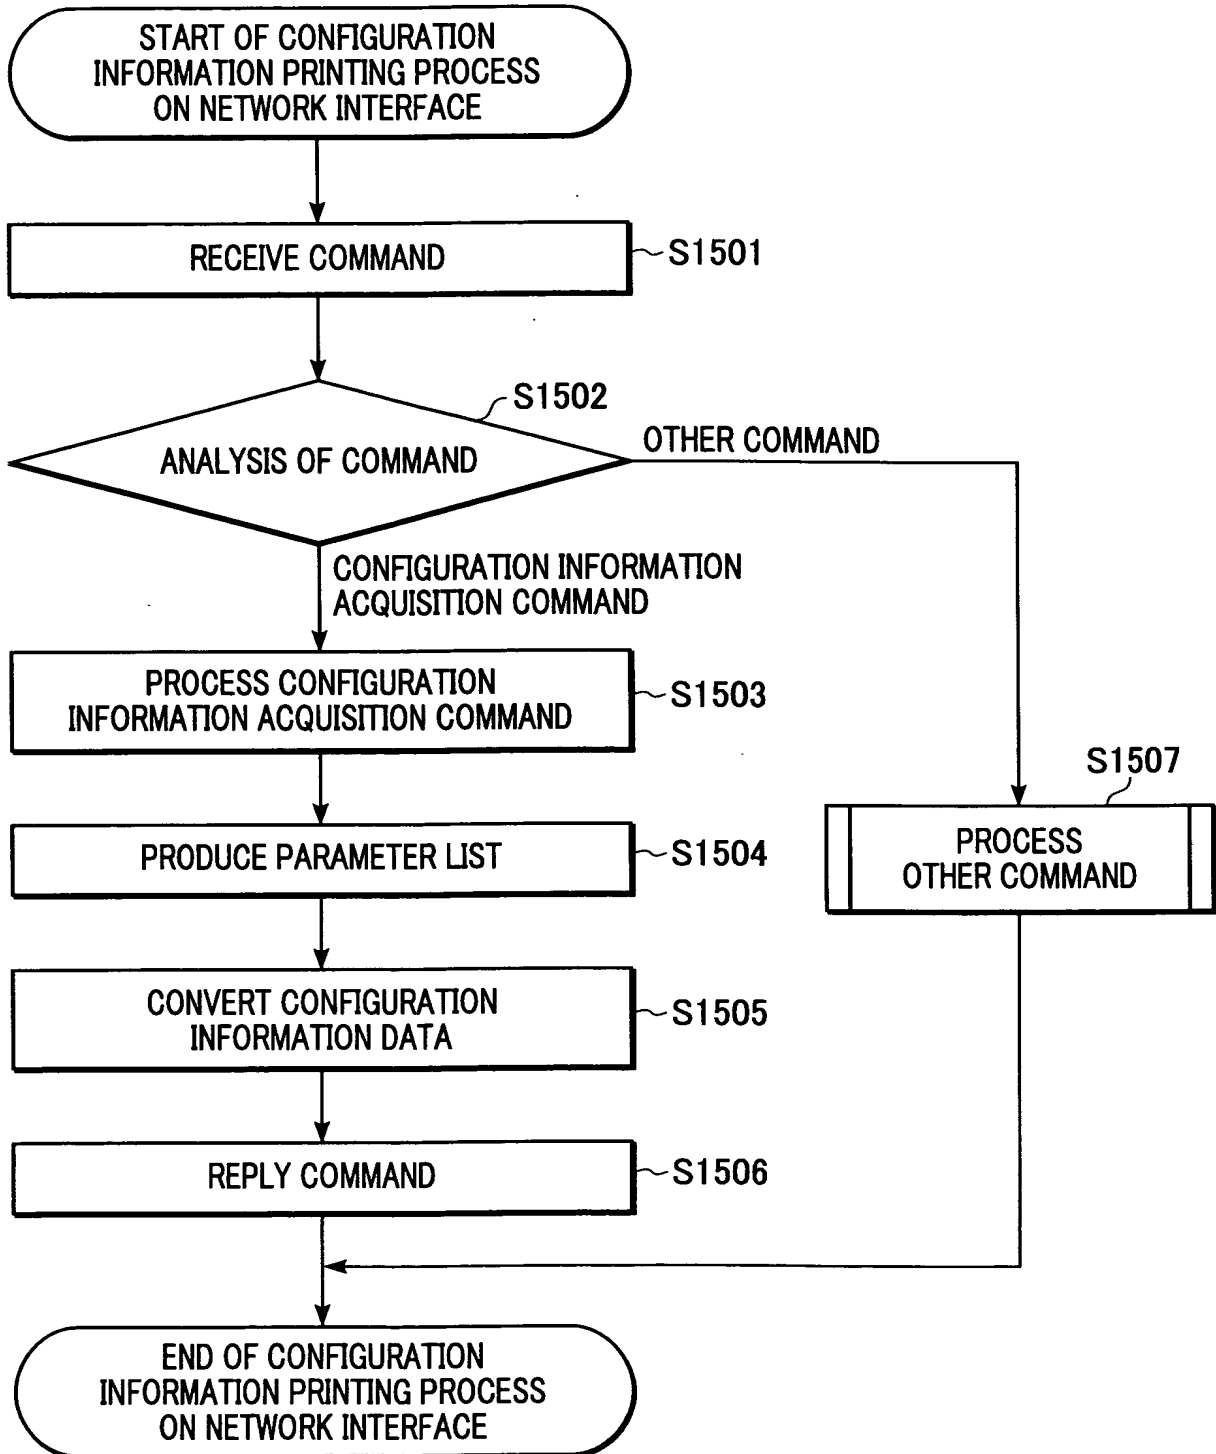 START OF CONFIGURATION
INFORMATION PRINTING PROCESS
ON NETWORK INTERFACE
RECEIVE COMMAND
S1501
S1502
ANALYSIS OF COMMAND
OTHER COMMAND
CONFIGURATION INFORMATION
ACQUISITION COMMAND
PROCESS CONFIGURATION
INFORMATION ACQUISITION COMMAND
S1503
S1507
PROCESS
OTHER COMMAND
PRODUCE PARAMETER LIST
S1504
CONVERT CONFIGURATION
INFORMATION DATA
S1505
REPLY COMMAND
S1506
END OF CONFIGURATION
INFORMATION PRINTING PROCESS
ON NETWORK INTERFACE